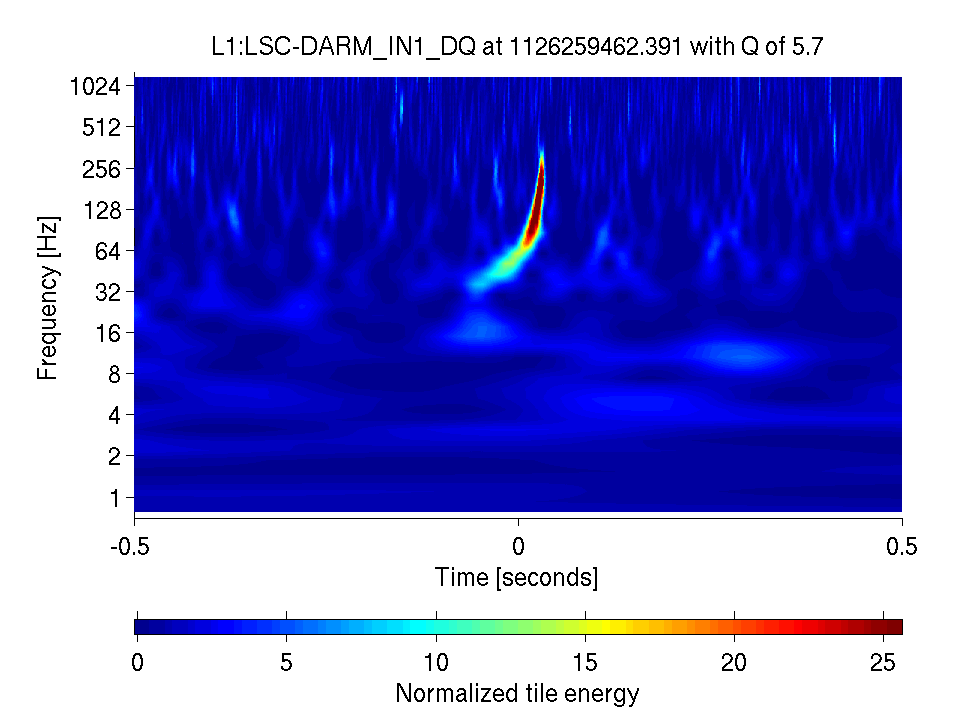 L1:LSC-DARM_IN1_DQ at 1126259462.391 with Q of 5.7
1024
512
256
128
64
32
16
8
4
2
1
Frequency [Hz]
-0.5 0 0.5
Time [seconds]
0 5 10 15 20 25
Normalized tile energy